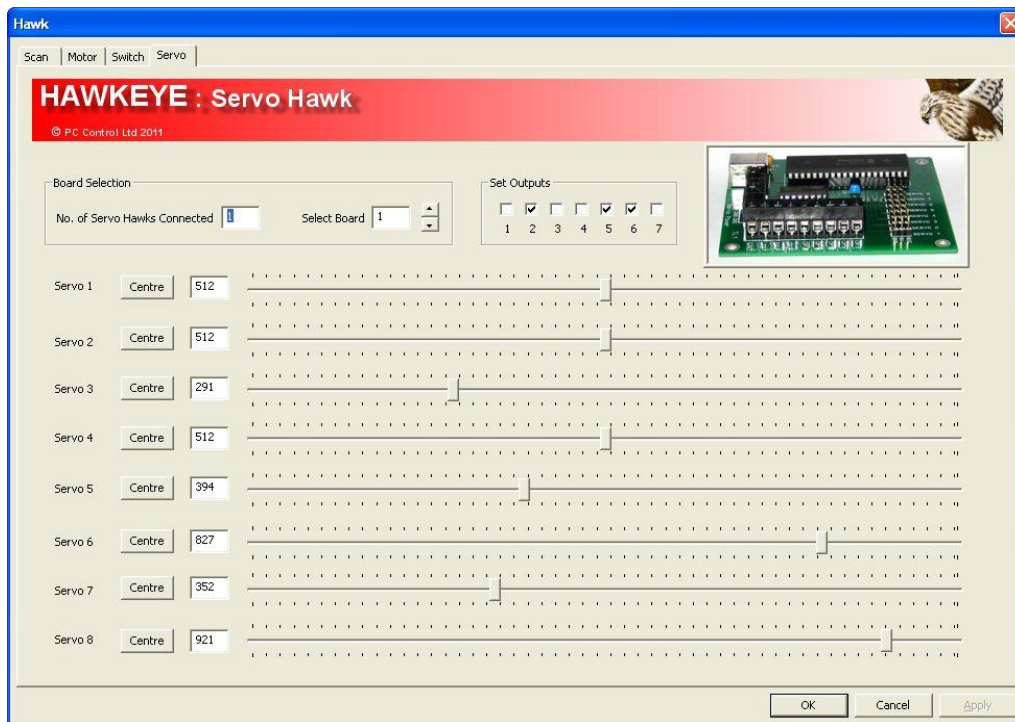 Hawk
Scan Motor Switch Servo
HAWKEYE : Servo Hawk
© PC Control Ltd 2011
Board Selection
No. of Servo Hawks Connected 1 Select Board 1
Set Outputs
1 2 3 4 5 6 7
Servo 1 Centre 512
Servo 2 Centre 512
Servo 3 Centre 291
Servo 4 Centre 512
Servo 5 Centre 394
Servo 6 Centre 827
Servo 7 Centre 352
Servo 8 Centre 921
OK Cancel Apply